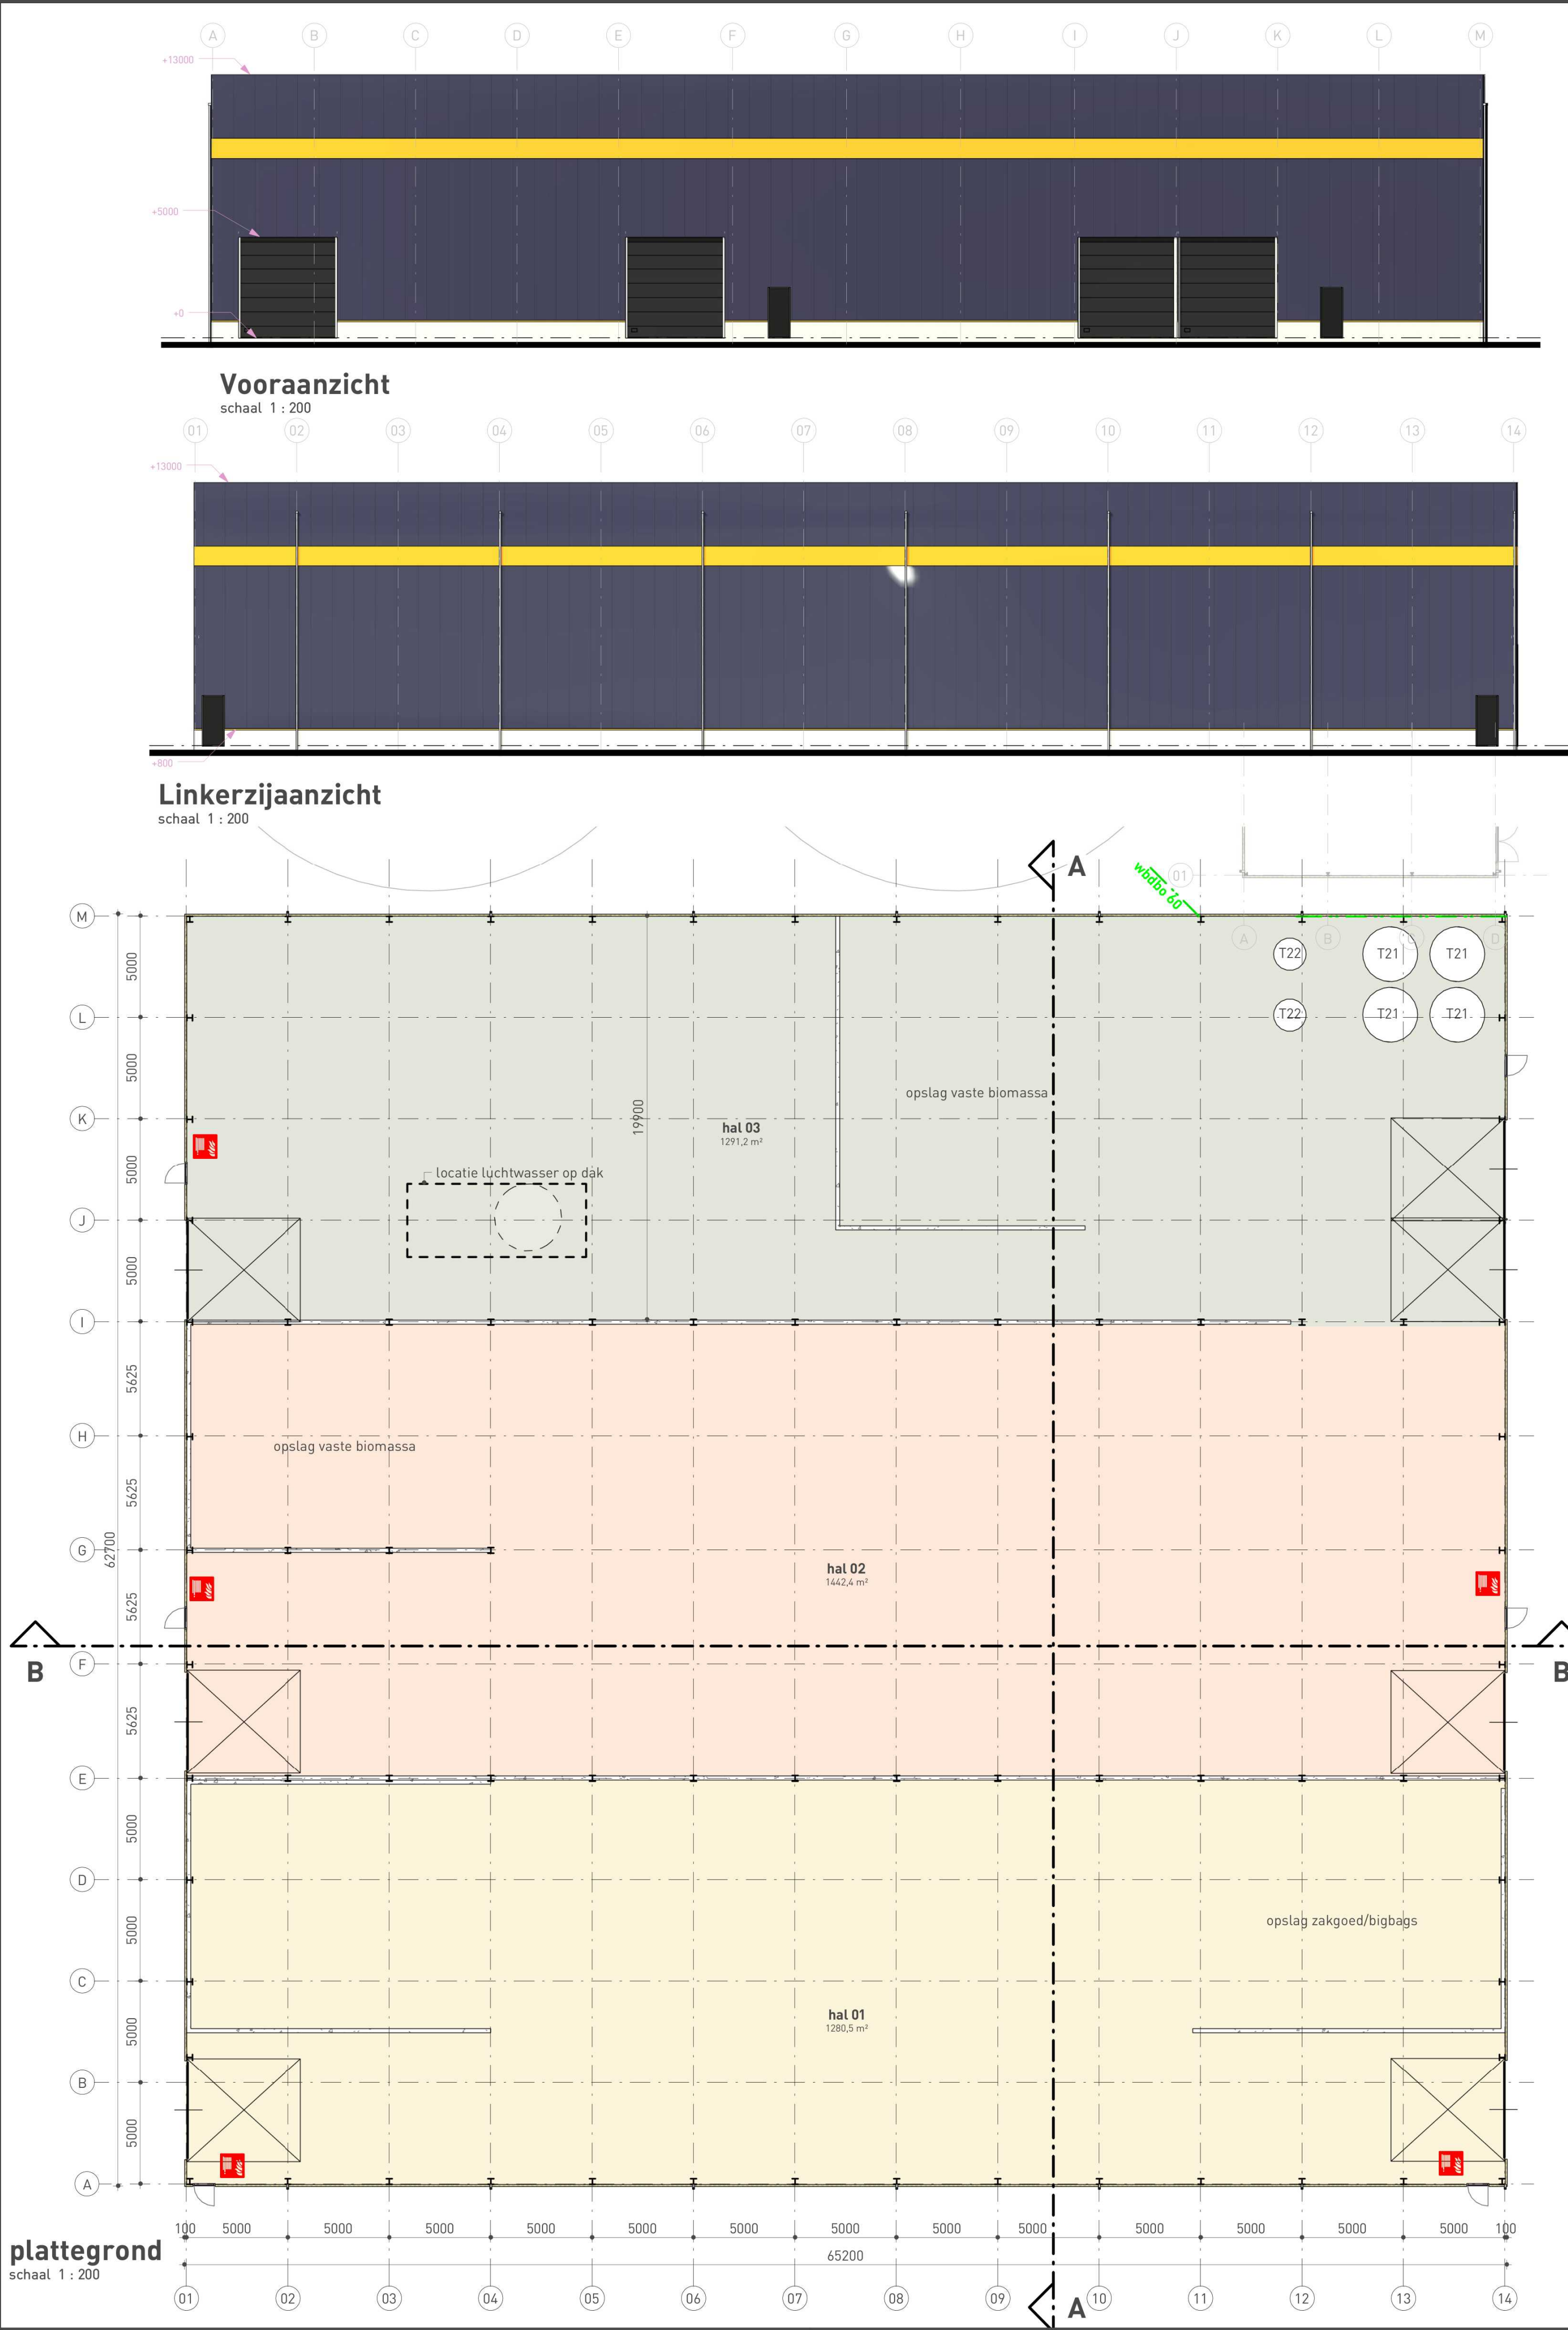 A B C D E F G H I J K L M
+13000
+5000
+0
Vooraanzicht
schaal 1 : 200
01 02 03 04 05 06 07 08 09 10 11 12 13 14
+13000
+800
Linkerzijaanzicht
schaal 1 : 200
A
wbdbo 60
01
M
A B C D
5000
T22 T21 T21
L
T22 T21 T21
5000
opslag vaste biomassa
K
19900
hal 03
1291,2 m²
5000
locatie luchtwasser op dak
J
5000
I
5625
H
opslag vaste biomassa
5625
G
62700
hal 02
1442,4 m²
5625
F
B B
5625
E
5000
D
opslag zakgoed/bigbags
5000
C
hal 01
1280,5 m²
5000
B
5000
A
100 5000 5000 5000 5000 5000 5000 5000 5000 5000 5000 5000 5000 5000 100
plattegrond
schaal 1 : 200
65200
01 02 03 04 05 06 07 08 09 A 10 11 12 13 14